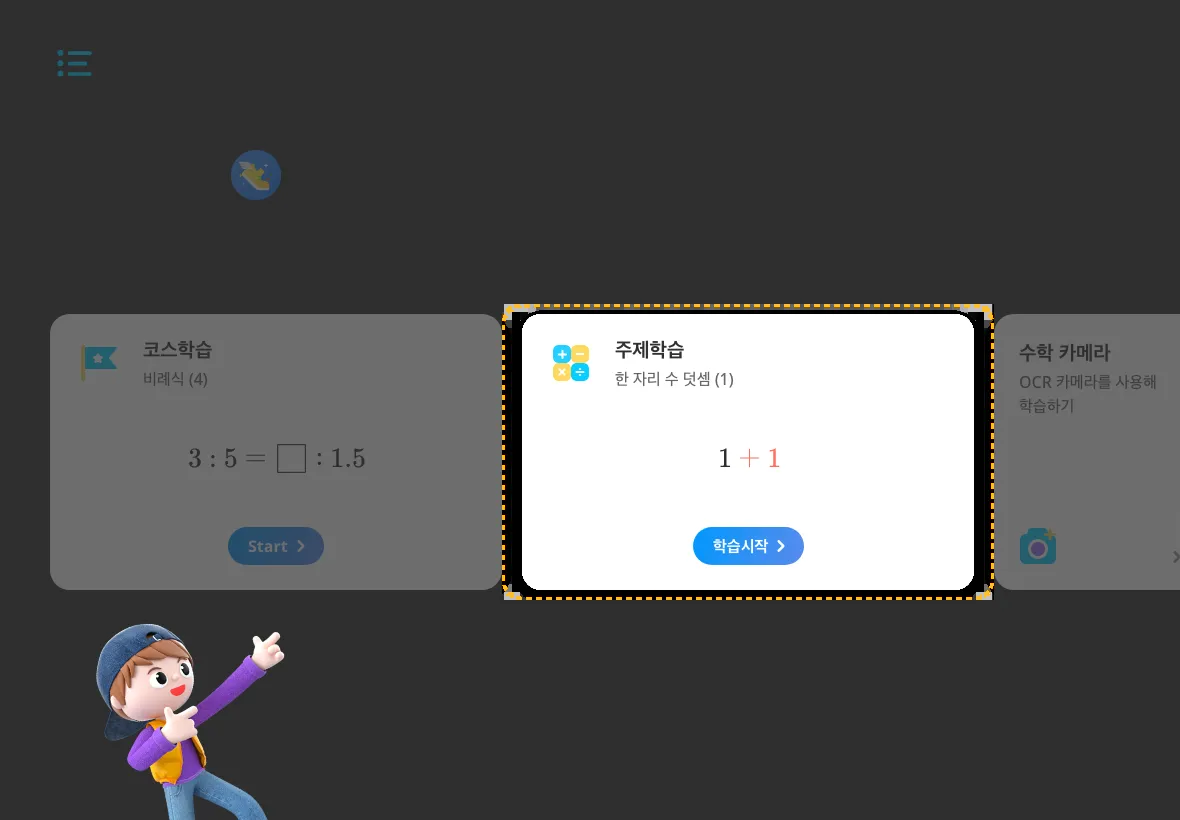 코스학습
비례식 (4)
3 : 5 = □ : 1.5
Start
주제학습
한 자리 수 덧셈 (1)
1 + 1
학습시작
수학 카메라
OCR 카메라를 사용해
학습하기